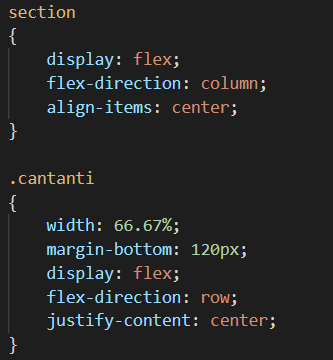 section
{
display: flex;
flex-direction: column;
align-items: center;
}
.cantanti
{
width: 66.67%;
margin-bottom: 120px;
display: flex;
flex-direction: row;
justify-content: center;
}